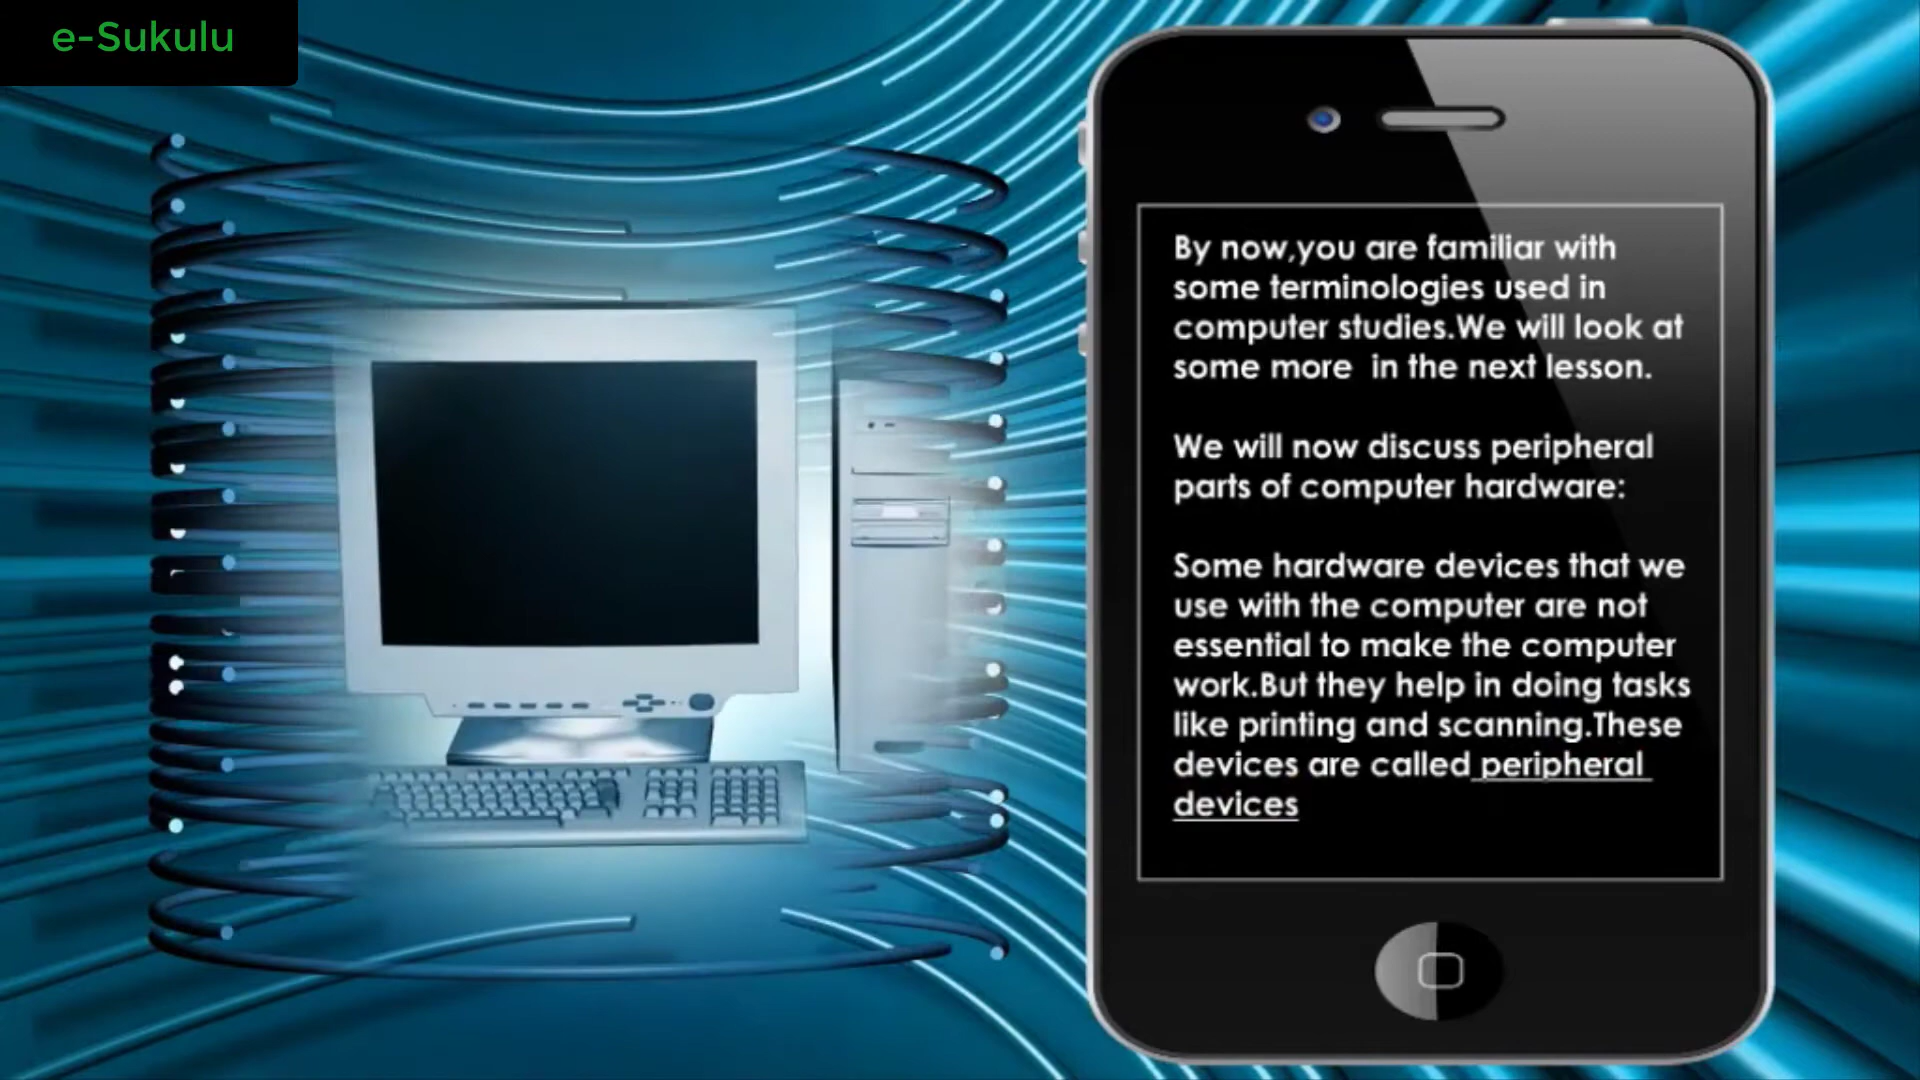 e-Sukulu
By now,you are familiar with
some terminologies used in
computer studies.We will look at
some more  in the next lesson.
We will now discuss peripheral
parts of computer hardware:
Some hardware devices that we
use with the computer are not
essential to make the computer
work.But they help in doing tasks
like printing and scanning.These
devices are called peripheral
devices